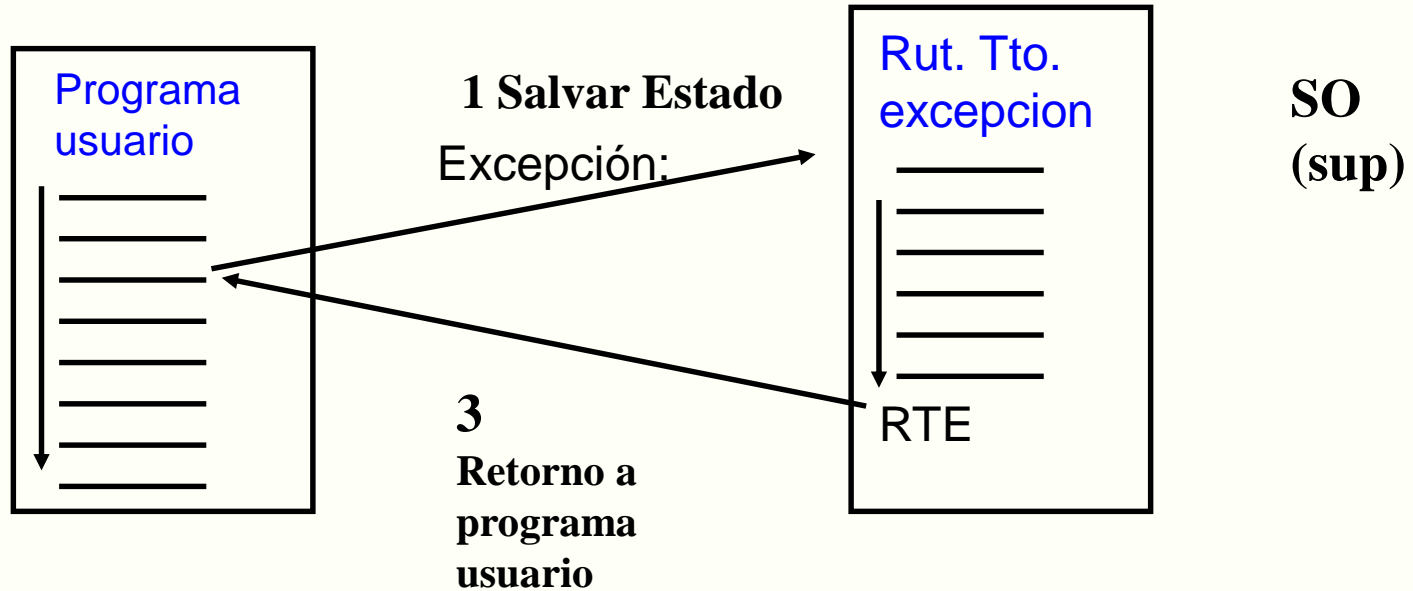 Programa
usuario
1 Salvar Estado
Excepción:
Rut. Tto.
excepcion
SO
(sup)
RTE
3
Retorno a
programa
usuario